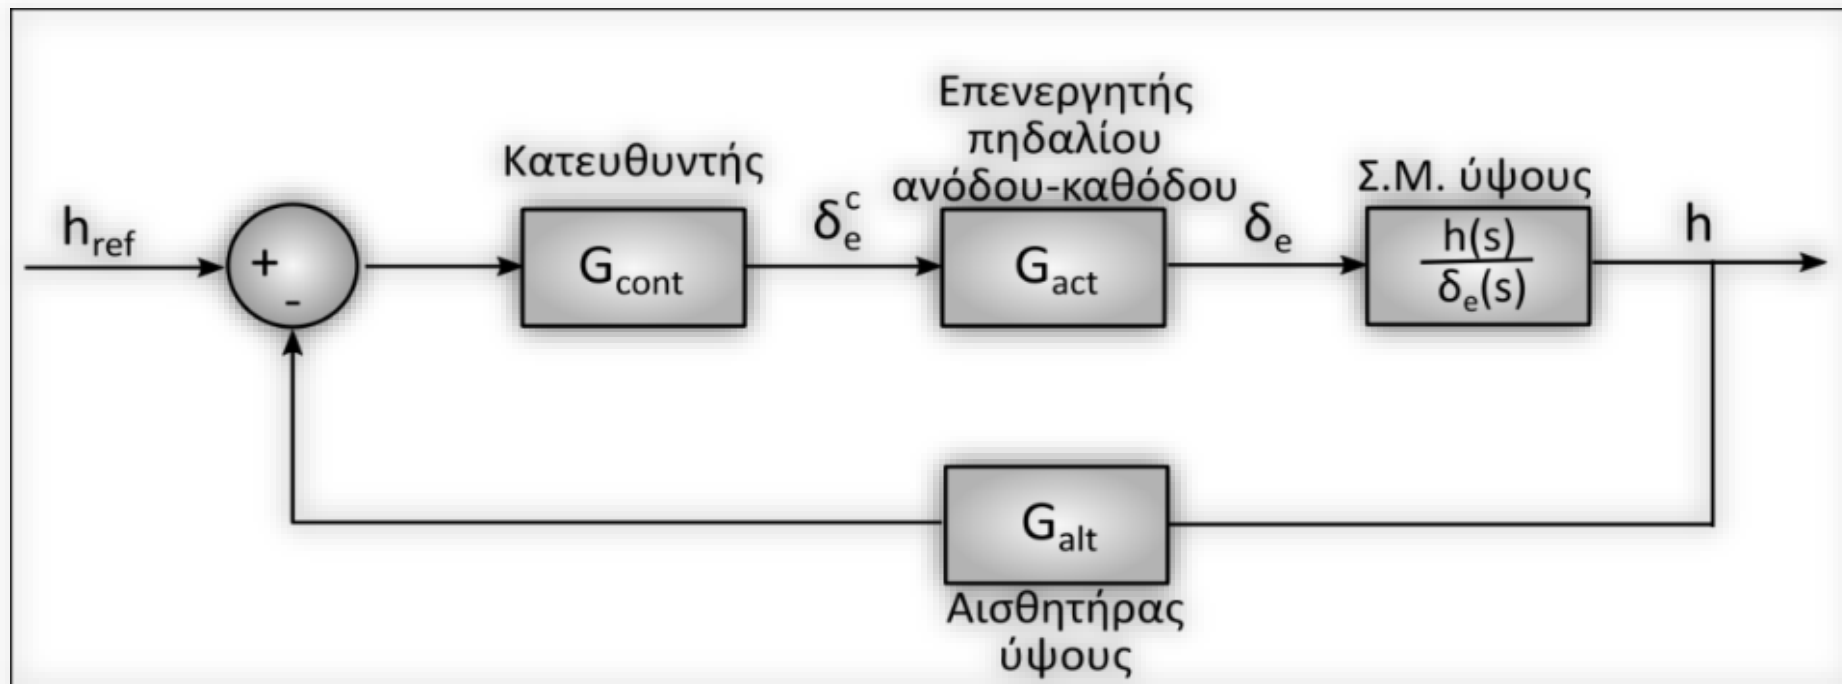 h_ref
+
-
Κατευθυντής
G_cont
δ_e^c
Επενεργητής
πηδαλίου
ανόδου-καθόδου
G_act
δ_e
Σ.Μ. ύψους
h(s)
δ_e(s)
h
G_alt
Αισθητήρας
ύψους